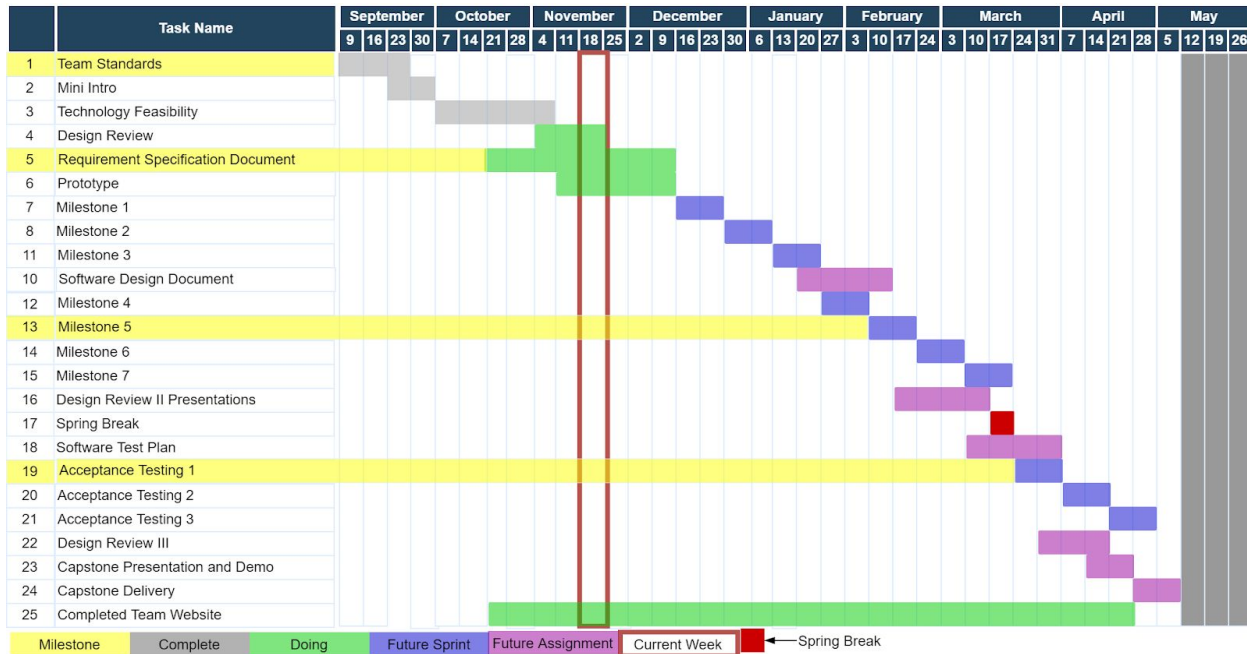 Task Name September October November December January February March April May
9 16 23 30 7 14 21 28 4 11 18 25 2 9 16 23 30 6 13 20 27 3 10 17 24 3 10 17 24 31 7 14 21 28 5 12 19 26
1 Team Standards
2 Mini Intro
3 Technology Feasibility
4 Design Review
5 Requirement Specification Document
6 Prototype
7 Milestone 1
8 Milestone 2
11 Milestone 3
10 Software Design Document
12 Milestone 4
13 Milestone 5
14 Milestone 6
15 Milestone 7
16 Design Review II Presentations
17 Spring Break
18 Software Test Plan
19 Acceptance Testing 1
20 Acceptance Testing 2
21 Acceptance Testing 3
22 Design Review III
23 Capstone Presentation and Demo
24 Capstone Delivery
25 Completed Team Website
Milestone Complete Doing Future Sprint Future Assignment Current Week Spring Break